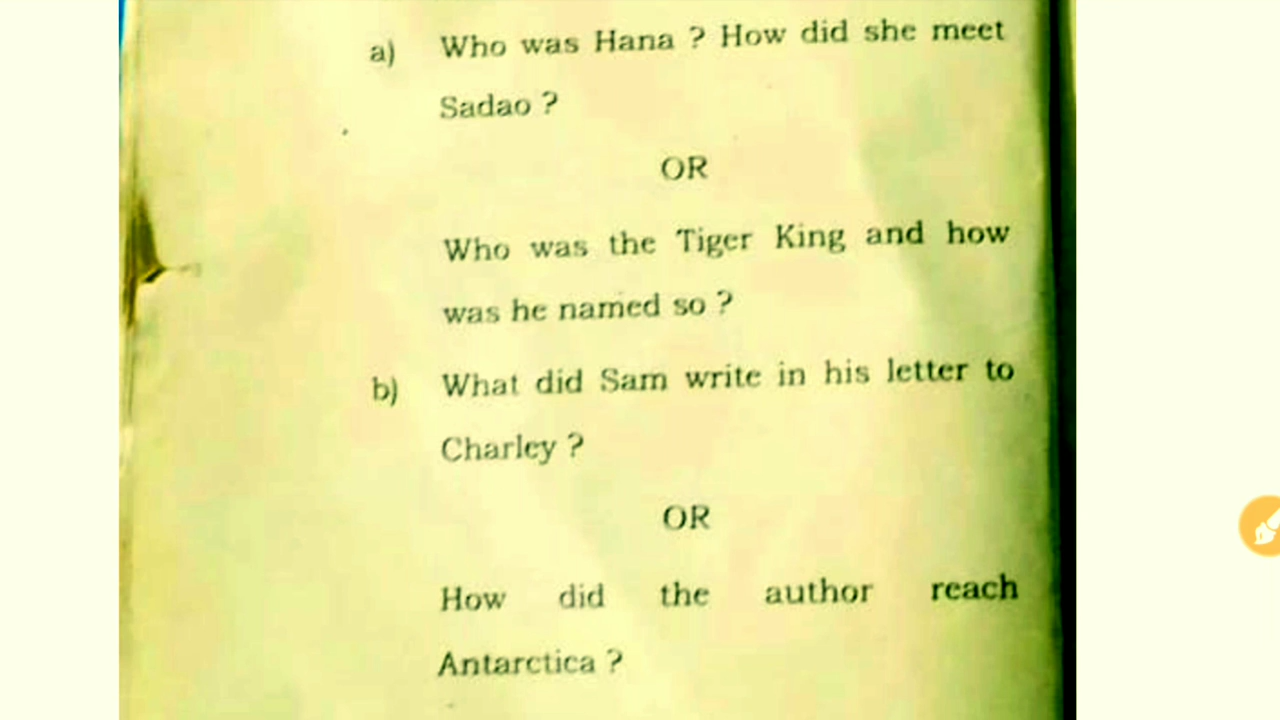 a) Who was Hana ? How did she meet
Sadao ?
OR
Who was the Tiger King and how
was he named so ?
b) What did Sam write in his letter to
Charley ?
OR
How did the author reach
Antarctica ?